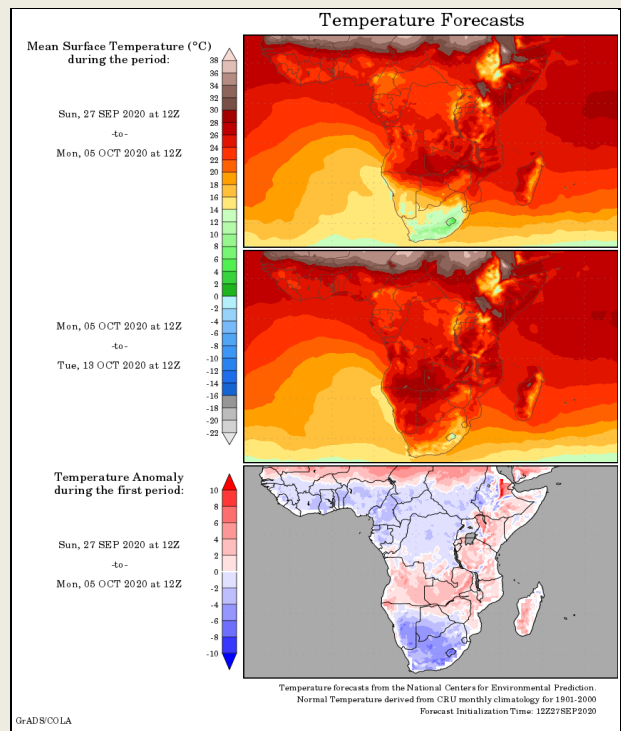 Temperature Forecasts
Mean Surface Temperature (°C)
during the period:
Sun, 27 SEP 2020 at 12Z
-to-
Mon, 05 OCT 2020 at 12Z
38
36
34
32
30
28
26
24
22
20
18
16
14
12
10
8
6
4
2
0
-2
-4
-6
-8
-10
-12
-14
-16
-18
-20
-22
Mon, 05 OCT 2020 at 12Z
-to-
Tue, 13 OCT 2020 at 12Z
Temperature Anomaly
during the first period:
10
8
6
4
2
0
-2
-4
-6
-8
-10
Sun, 27 SEP 2020 at 12Z
-to-
Mon, 05 OCT 2020 at 12Z
Temperature forecasts from the National Centers for Environmental Prediction.
Normal Temperature derived from CRU monthly climatology for 1901-2000
Forecast Initialization Time: 12Z27SEP2020
GrADS/COLA